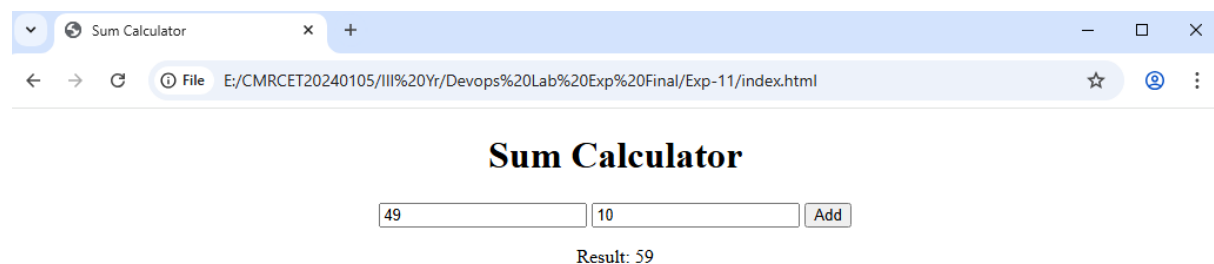 Sum Calculator
File E:/CMRCET20240105/III%20Yr/Devops%20Lab%20Exp%20Final/Exp-11/index.html
Sum Calculator
49 10 Add
Result: 59